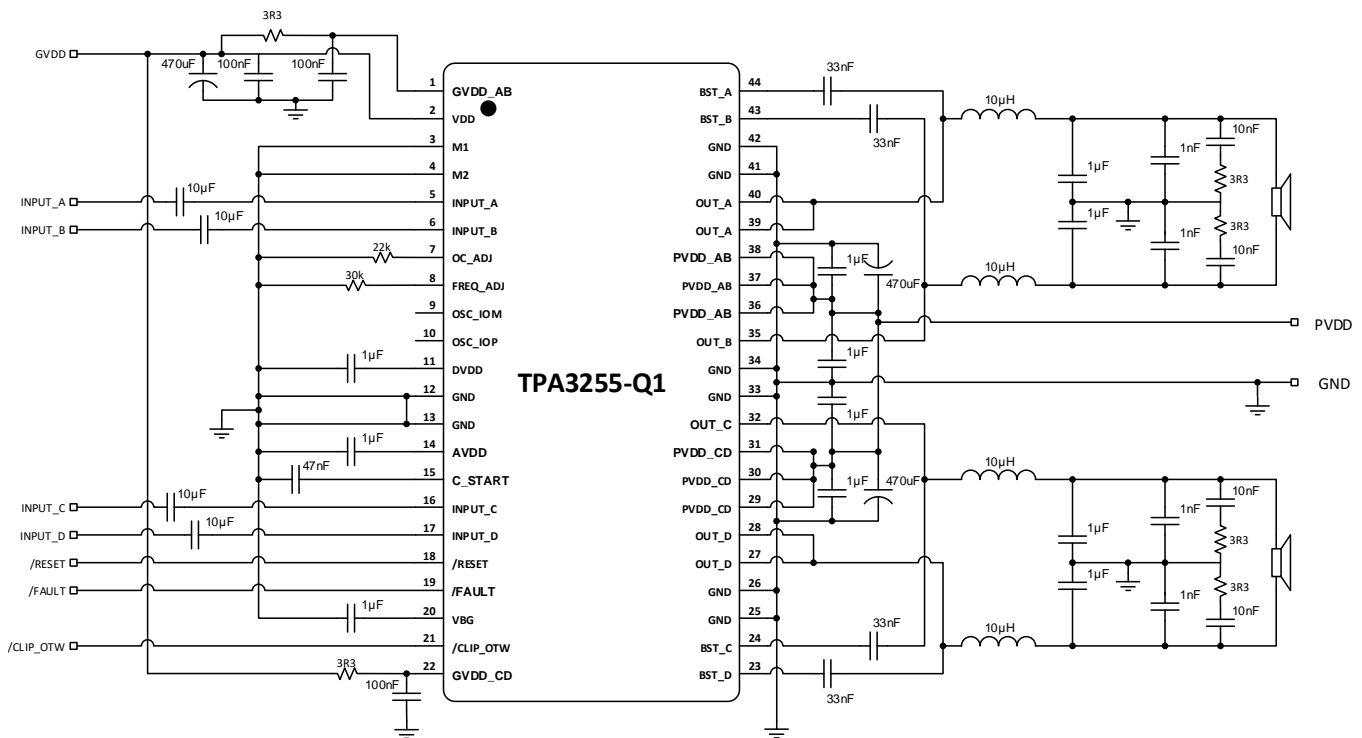 3R3
GVDD
470uF
100nF
100nF
1
GVDD_AB
2
VDD
3
M1
4
M2
INPUT_A
10µF
5
INPUT_A
INPUT_B
10µF
6
INPUT_B
22k
7
OC_ADJ
30k
8
FREQ_ADJ
9
OSC_IOM
10
OSC_IOP
1µF
11
DVDD
12
GND
13
GND
1µF
14
AVDD
47nF
15
C_START
INPUT_C
10µF
16
INPUT_C
INPUT_D
10µF
17
INPUT_D
/RESET
18
/RESET
/FAULT
19
/FAULT
1µF
20
VBG
/CLIP_OTW
21
/CLIP_OTW
3R3
22
GVDD_CD
100nF
TPA3255-Q1
BST_A
44
33nF
BST_B
43
33nF
GND
42
GND
41
OUT_A
40
OUT_A
39
PVDD_AB
38
PVDD_AB
37
PVDD_AB
36
OUT_B
35
GND
34
GND
33
OUT_C
32
PVDD_CD
31
PVDD_CD
30
PVDD_CD
29
OUT_D
28
OUT_D
27
GND
26
GND
25
BST_C
24
33nF
BST_D
23
33nF
1µF
470uF
1µF
1µF
1µF
470uF
10µH
10nF
1nF
1µF
3R3
1µF
3R3
1nF
10nF
10µH
PVDD
GND
10µH
10nF
1nF
1µF
3R3
1µF
3R3
1nF
10nF
10µH